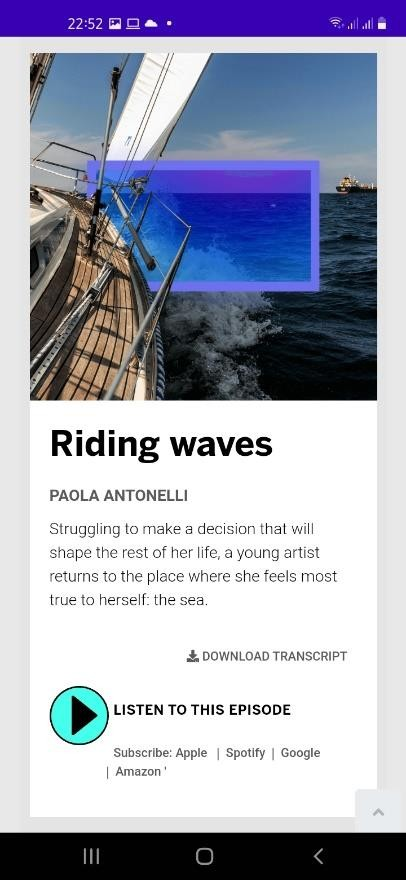 22:52
Riding waves
PAOLA ANTONELLI
Struggling to make a decision that will
shape the rest of her life, a young artist
returns to the place where she feels most
true to herself: the sea.
DOWNLOAD TRANSCRIPT
LISTEN TO THIS EPISODE
Subscribe: Apple | Spotify | Google
| Amazon '